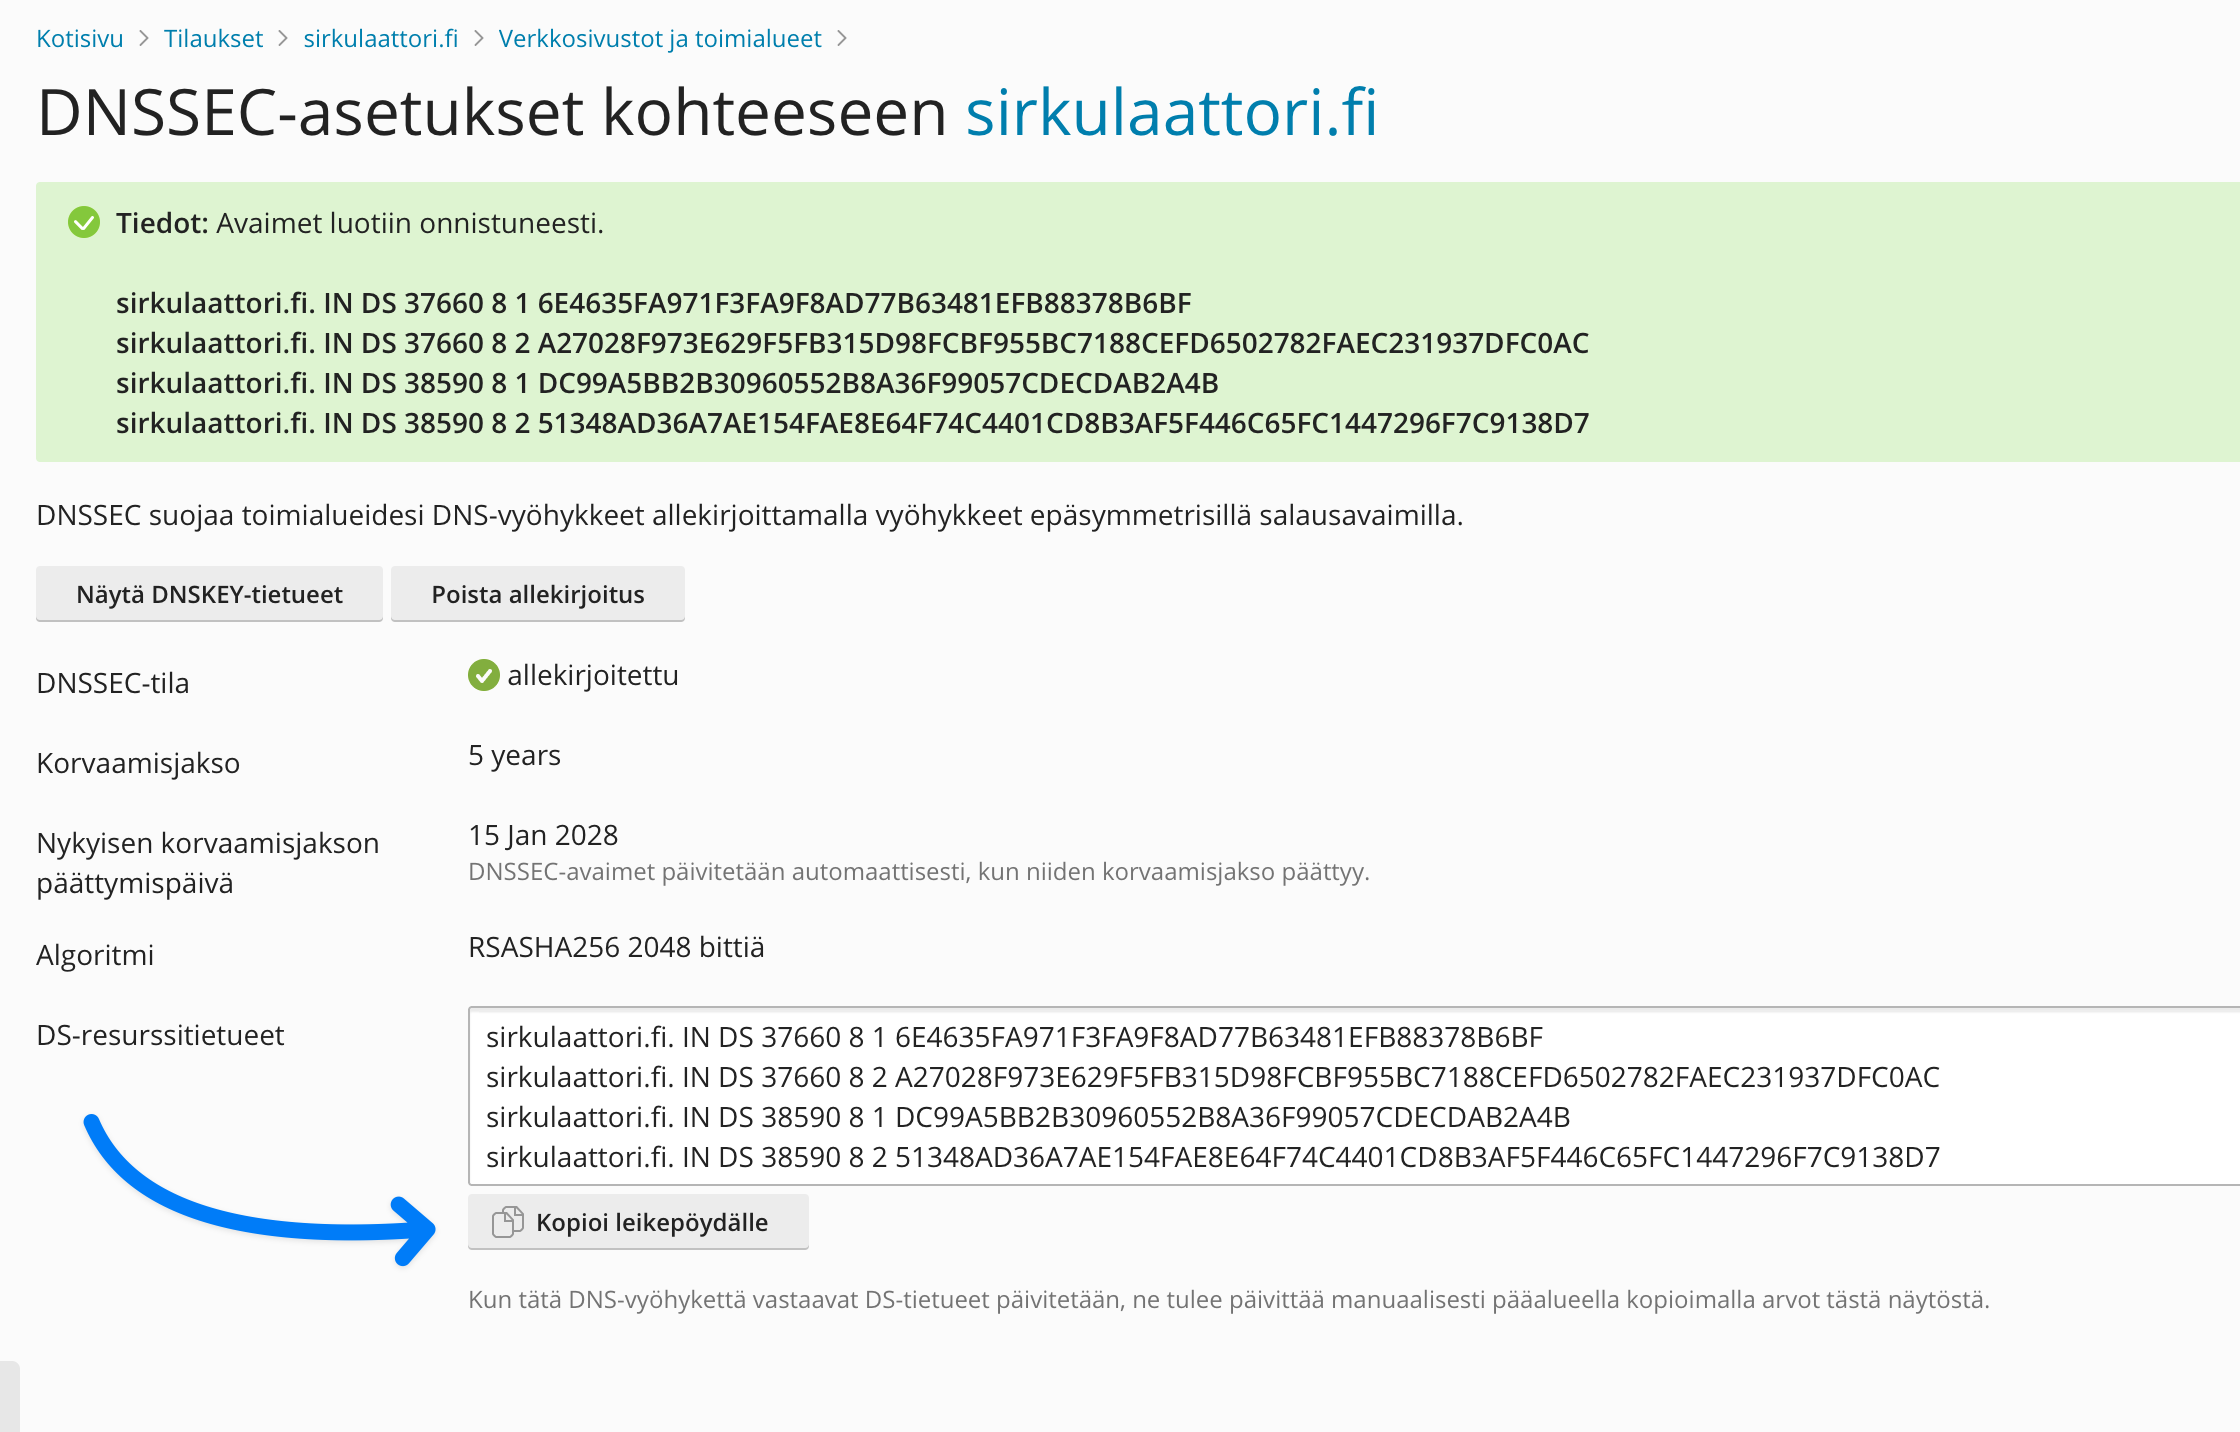 Kotisivu > Tilaukset > sirkulaattori.fi > Verkkosivustot ja toimialueet >
DNSSEC-asetukset kohteeseen sirkulaattori.fi
Tiedot: Avaimet luotiin onnistuneesti.
sirkulaattori.fi. IN DS 37660 8 1 6E4635FA971F3FA9F8AD77B63481EFB88378B6BF
sirkulaattori.fi. IN DS 37660 8 2 A27028F973E629F5FB315D98FCBF955BC7188CEFD6502782FAEC231937DFC0AC
sirkulaattori.fi. IN DS 38590 8 1 DC99A5BB2B30960552B8A36F99057CDECDAB2A4B
sirkulaattori.fi. IN DS 38590 8 2 51348AD36A7AE154FAE8E64F74C4401CD8B3AF5F446C65FC1447296F7C9138D7
DNSSEC suojaa toimialueidesi DNS-vyöhykkeet allekirjoittamalla vyöhykkeet epäsymmetrisillä salausavaimilla.
Näytä DNSKEY-tietueet Poista allekirjoitus
DNSSEC-tila allekirjoitettu
Korvaamisjakso 5 years
Nykyisen korvaamisjakson
päättymispäivä
15 Jan 2028
DNSSEC-avaimet päivitetään automaattisesti, kun niiden korvaamisjakso päättyy.
Algoritmi RSASHA256 2048 bittiä
DS-resurssitietueet
sirkulaattori.fi. IN DS 37660 8 1 6E4635FA971F3FA9F8AD77B63481EFB88378B6BF
sirkulaattori.fi. IN DS 37660 8 2 A27028F973E629F5FB315D98FCBF955BC7188CEFD6502782FAEC231937DFC0AC
sirkulaattori.fi. IN DS 38590 8 1 DC99A5BB2B30960552B8A36F99057CDECDAB2A4B
sirkulaattori.fi. IN DS 38590 8 2 51348AD36A7AE154FAE8E64F74C4401CD8B3AF5F446C65FC1447296F7C9138D7
Kopioi leikepöydälle
Kun tätä DNS-vyöhykettä vastaavat DS-tietueet päivitetään, ne tulee päivittää manuaalisesti pääalueella kopioimalla arvot tästä näytöstä.